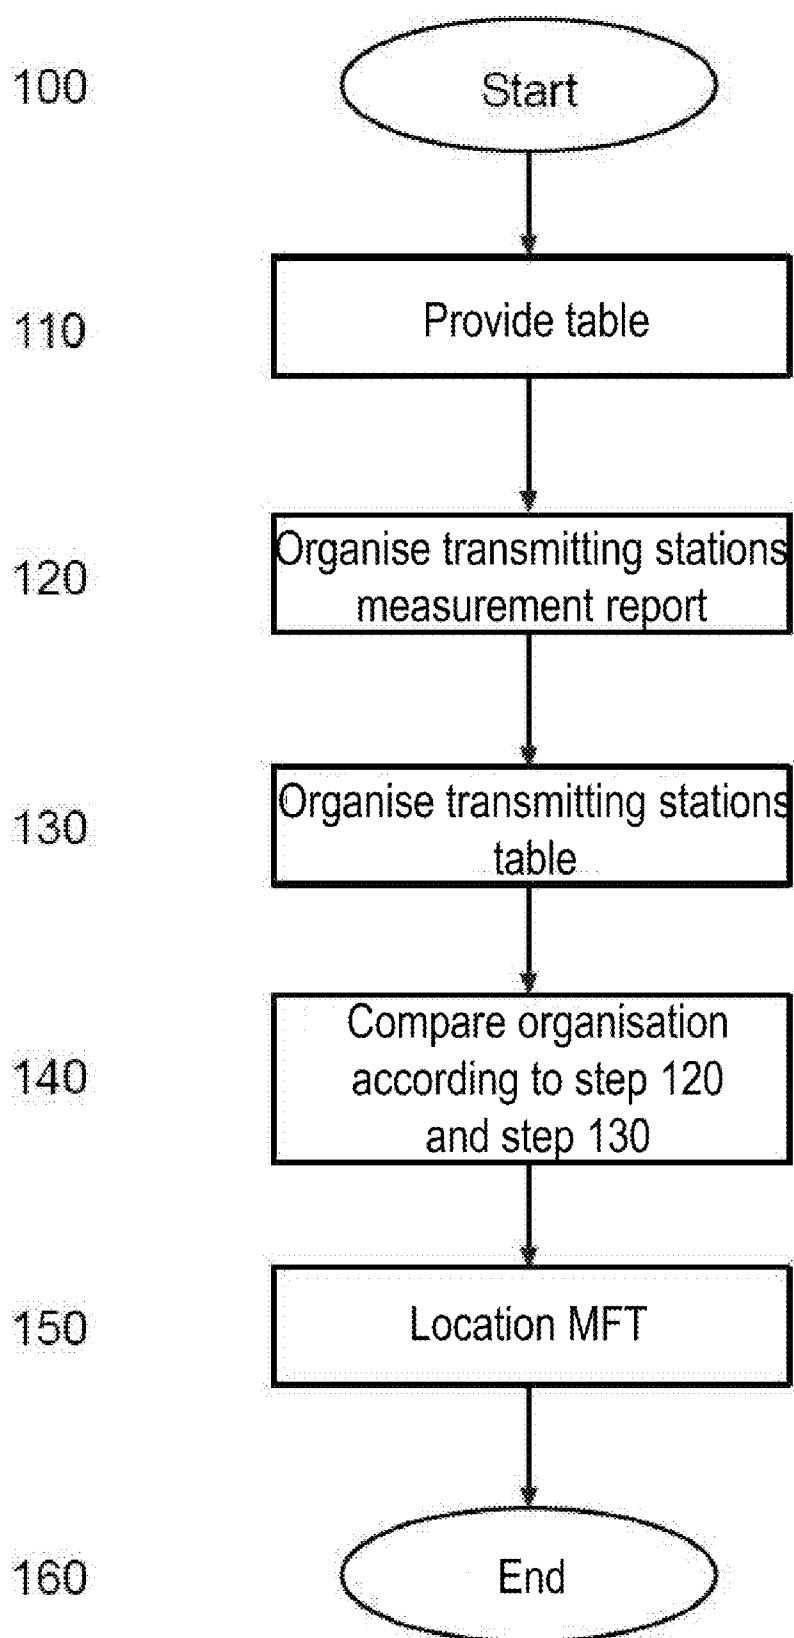 100
Start
110
Provide table
120
Organise transmitting stations
measurement report
130
Organise transmitting stations
table
140
Compare organisation
according to step 120
and step 130
150
Location MFT
160
End